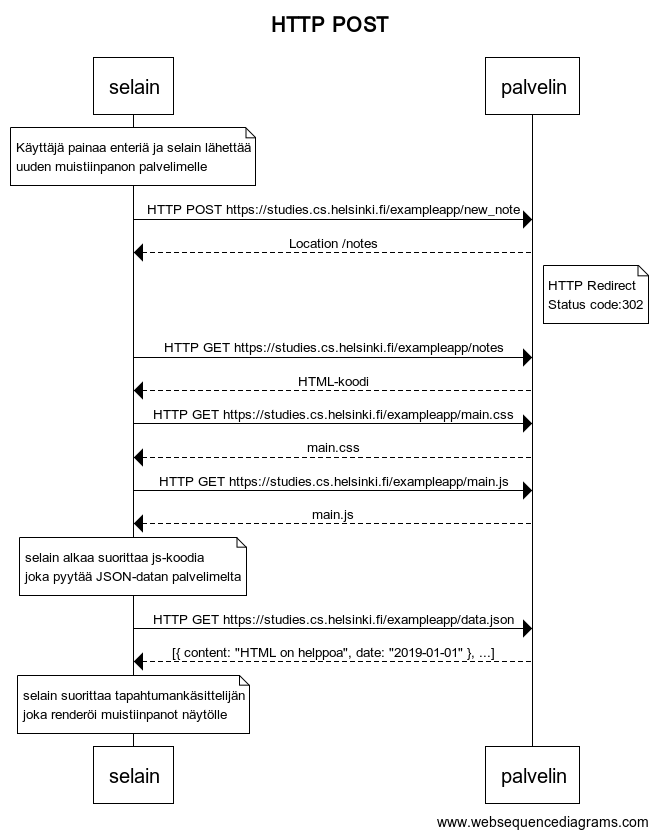 HTTP POST
selain
palvelin
Käyttäjä painaa enteriä ja selain lähettää
uuden muistiinpanon palvelimelle
HTTP POST https://studies.cs.helsinki.fi/exampleapp/new_note
Location /notes
HTTP Redirect
Status code:302
HTTP GET https://studies.cs.helsinki.fi/exampleapp/notes
HTML-koodi
HTTP GET https://studies.cs.helsinki.fi/exampleapp/main.css
main.css
HTTP GET https://studies.cs.helsinki.fi/exampleapp/main.js
main.js
selain alkaa suorittaa js-koodia
joka pyytää JSON-datan palvelimelta
HTTP GET https://studies.cs.helsinki.fi/exampleapp/data.json
[{ content: "HTML on helppoa", date: "2019-01-01" }, ...]
selain suorittaa tapahtumankäsittelijän
joka renderöi muistiinpanot näytölle
selain
palvelin
www.websequencediagrams.com